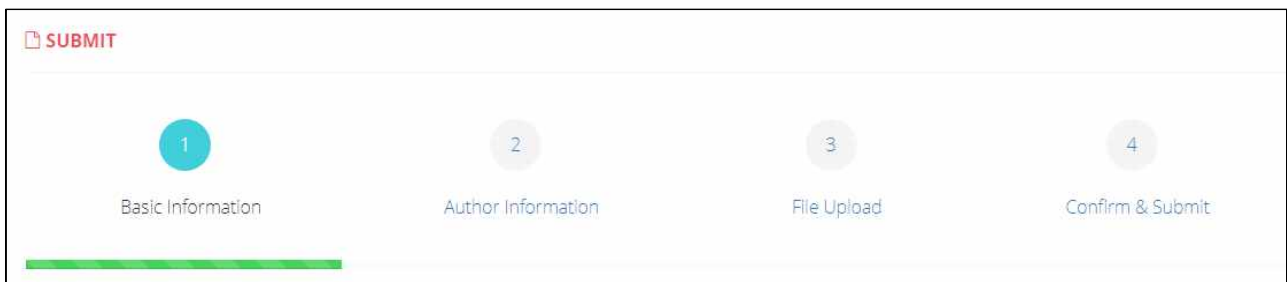 SUBMIT
1 2 3 4
Basic Information Author Information File Upload Confirm & Submit